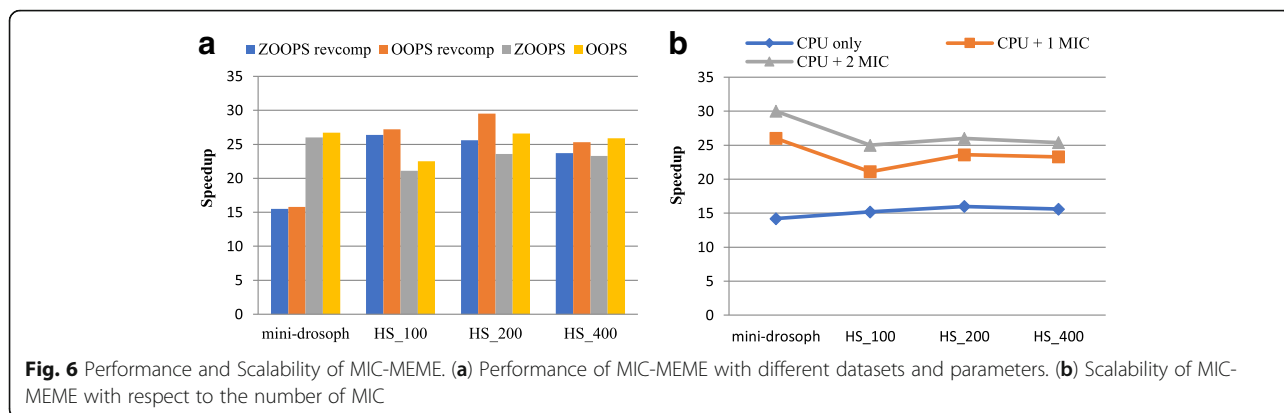 a
ZOOPS revcomp OOPS revcomp ZOOPS OOPS
35
30
25
20
15
10
5
0
Speedup
mini-drosoph HS_100 HS_200 HS_400
b
CPU only CPU + 1 MIC
CPU + 2 MIC
35
30
25
20
15
10
5
0
Speedup
mini-drosoph HS_100 HS_200 HS_400
Fig. 6 Performance and Scalability of MIC-MEME. (a) Performance of MIC-MEME with different datasets and parameters. (b) Scalability of MIC-
MEME with respect to the number of MIC